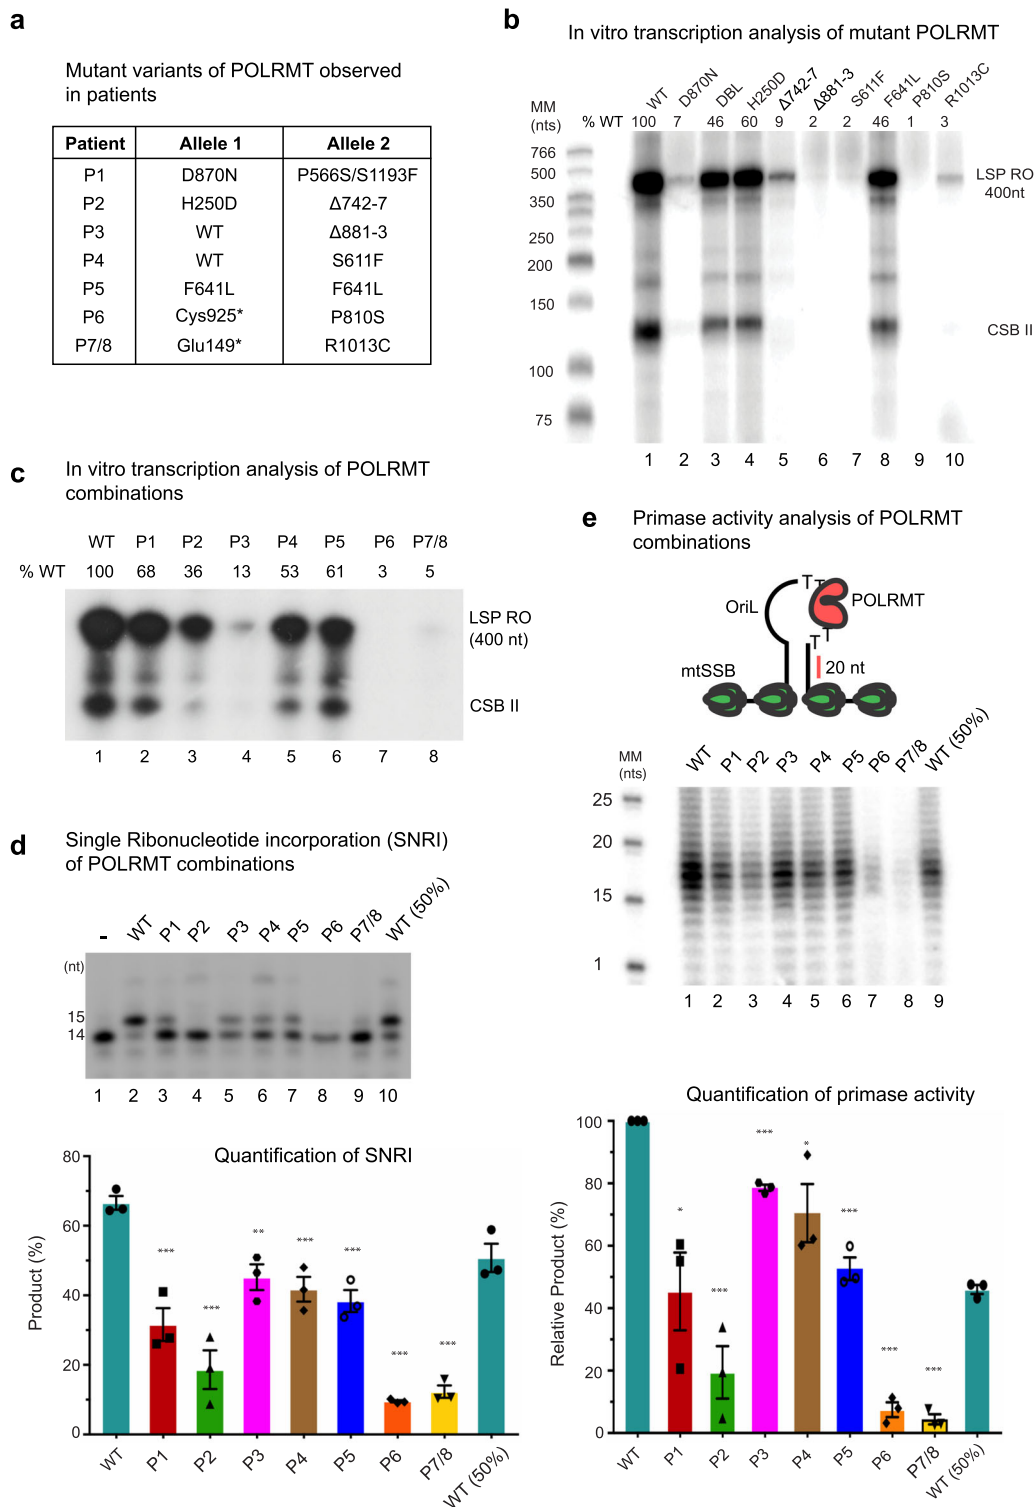 a
Mutant variants of POLRMT observed
in patients
Patient Allele 1 Allele 2
P1 D870N P566S/S1193F
P2 H250D Δ742-7
P3 WT Δ881-3
P4 WT S611F
P5 F641L F641L
P6 Cys925* P810S
P7/8 Glu149* R1013C
b
In vitro transcription analysis of mutant POLRMT
WT D870N DBL H250D Δ742-7 Δ881-3 S611F F641L P810S R1013C
MM
(nts)
% WT 100 7 46 60 9 2 2 46 1 3
766
500
350
250
200
150
100
75
LSP RO
400nt
CSB II
1 2 3 4 5 6 7 8 9 10
c
In vitro transcription analysis of POLRMT
combinations
WT P1 P2 P3 P4 P5 P6 P7/8
% WT 100 68 36 13 53 61 3 5
LSP RO
(400 nt)
CSB II
1 2 3 4 5 6 7 8
d
Single Ribonucleotide incorporation (SNRI)
of POLRMT combinations
- WT P1 P2 P3 P4 P5 P6 P7/8 WT (50%)
(nt)
15
14
1 2 3 4 5 6 7 8 9 10
Quantification of SNRI
Product (%)
80
60
40
20
0
*** *** ** *** *** *** ***
WT P1 P2 P3 P4 P5 P6 P7/8 WT (50%)
e
Primase activity analysis of POLRMT
combinations
OriL
T T
POLRMT
T T
20 nt
mtSSB
MM
(nts)
WT P1 P2 P3 P4 P5 P6 P7/8 WT (50%)
25
20
15
1
1 2 3 4 5 6 7 8 9
Quantification of primase activity
Relative Product (%)
100
80
60
40
20
0
* *** *** * *** *** ***
WT P1 P2 P3 P4 P5 P6 P7/8 WT (50%)